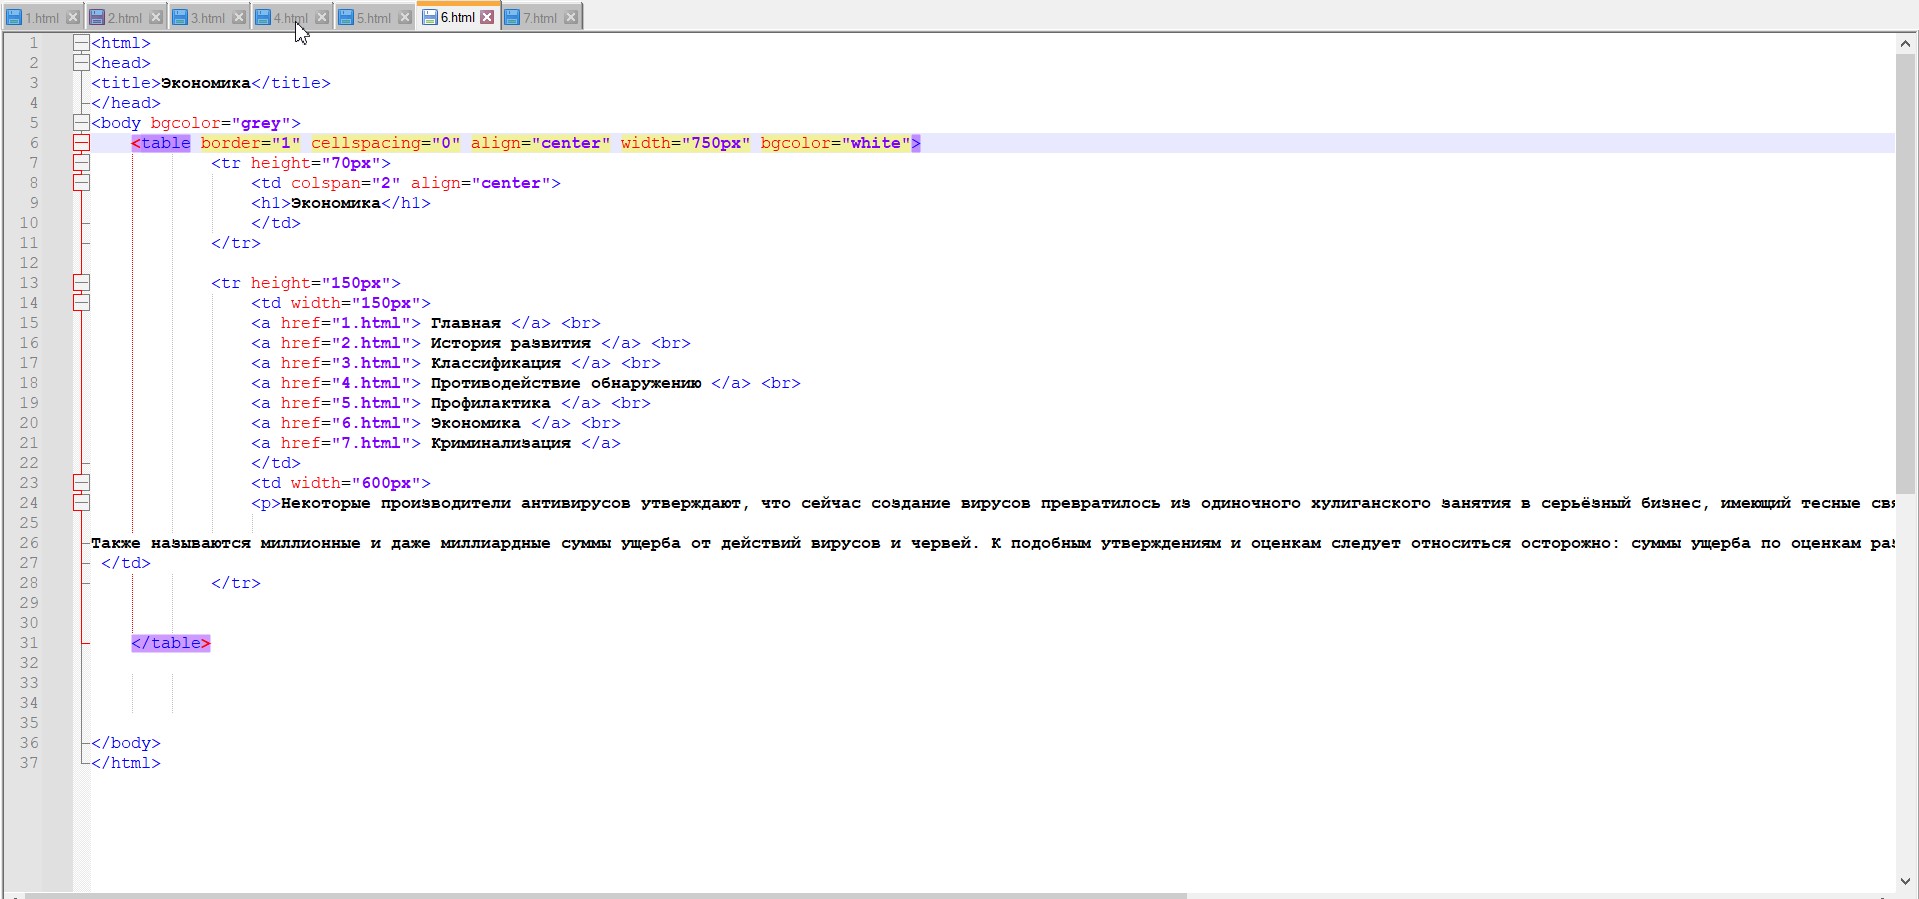 1.html 2.html 3.html 4.html 5.html 6.html 7.html
1 <html>
2 <head>
3 <title>Экономика</title>
4 </head>
5 <body bgcolor="grey">
6 <table border="1" cellspacing="0" align="center" width="750px" bgcolor="white">
7 <tr height="70px">
8 <td colspan="2" align="center">
9 <h1>Экономика</h1>
10 </td>
11 </tr>
12
13 <tr height="150px">
14 <td width="150px">
15 <a href="1.html"> Главная </a> <br>
16 <a href="2.html"> История развития </a> <br>
17 <a href="3.html"> Классификация </a> <br>
18 <a href="4.html"> Противодействие обнаружению </a> <br>
19 <a href="5.html"> Профилактика </a> <br>
20 <a href="6.html"> Экономика </a> <br>
21 <a href="7.html"> Криминализация </a>
22 </td>
23 <td width="600px">
24 <p>Некоторые производители антивирусов утверждают, что сейчас создание вирусов превратилось из одиночного хулиганского занятия в серьёзный бизнес, имеющий тесные
25
26 Также называются миллионные и даже миллиардные суммы ущерба от действий вирусов и червей. К подобным утверждениям и оценкам следует относиться осторожно: суммы ущерба по оценкам
27 </td>
28 </tr>
29
30
31 </table>
32
33
34
35
36 </body>
37 </html>